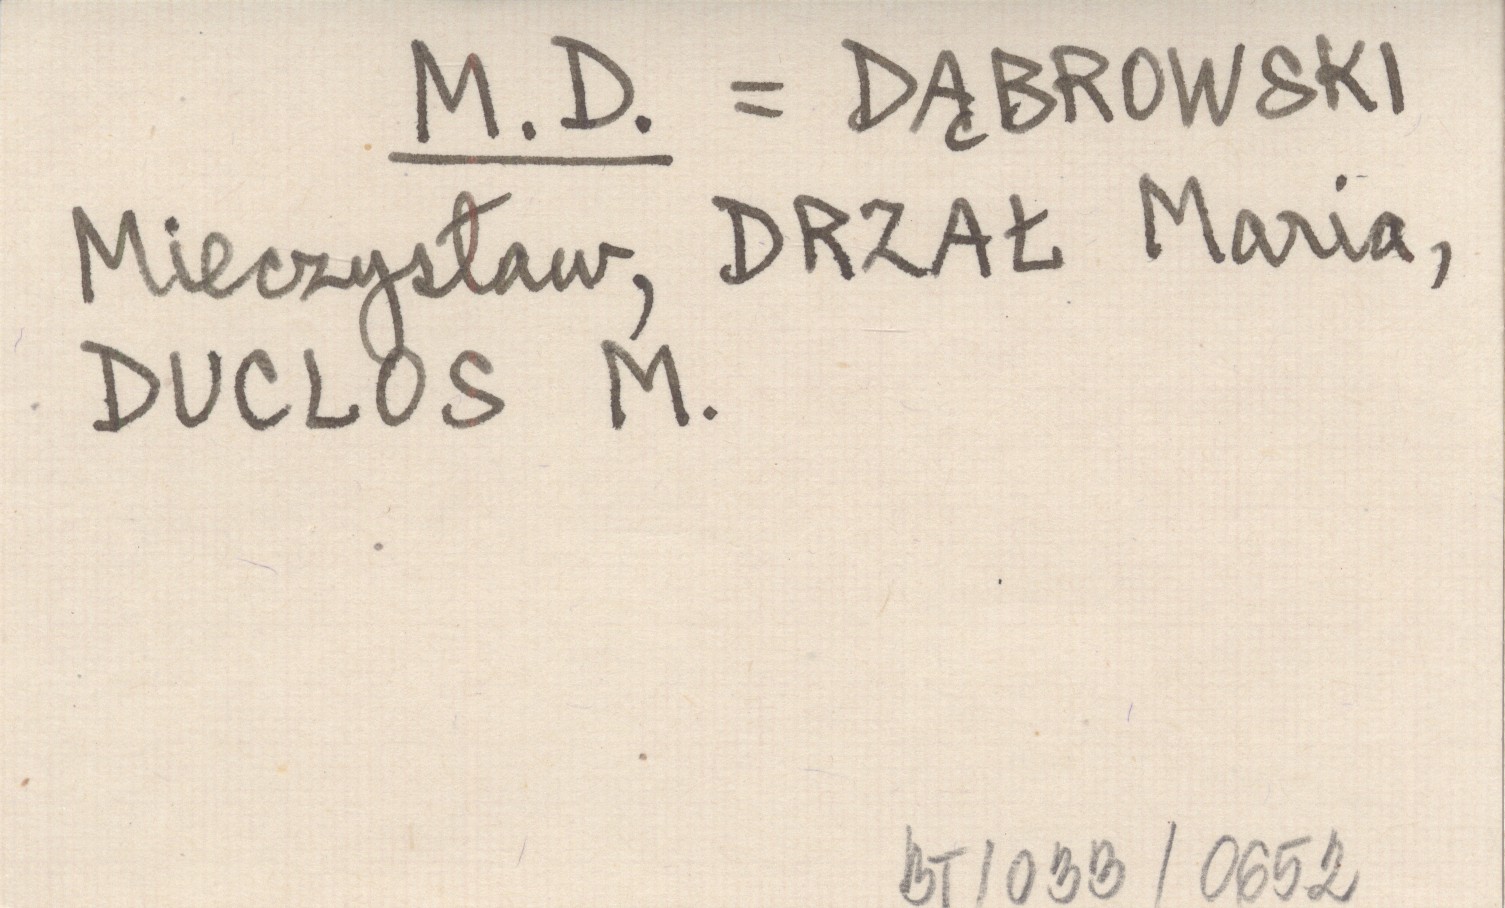 M.D. = DĄBROWSKI
Mieczysław, DRZAŁ Maria,
DUCLOS M.
BT/033/0652